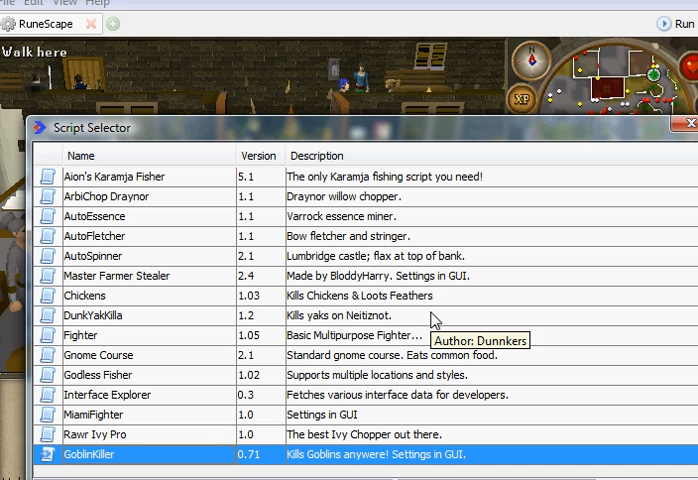 File Edit View Help
RuneScape
Run
Walk here
N
XP
Script Selector
Name Version Description
Aion's Karamja Fisher 5.1 The only Karamja fishing script you need!
ArbiChop Draynor 1.1 Draynor willow chopper.
AutoEssence 1.1 Varrock essence miner.
AutoFletcher 1.1 Bow fletcher and stringer.
AutoSpinner 2.1 Lumbridge castle; flax at top of bank.
Master Farmer Stealer 2.4 Made by BloddyHarry. Settings in GUI.
Chickens 1.03 Kills Chickens & Loots Feathers
DunkYakKilla 1.2 Kills yaks on Neitiznot.
Fighter 1.05 Basic Multipurpose Fighter...
Author: Dunnkers
Gnome Course 2.1 Standard gnome course. Eats common food.
Godless Fisher 1.02 Supports multiple locations and styles.
Interface Explorer 0.3 Fetches various interface data for developers.
MiamiFighter 1.0 Settings in GUI
Rawr Ivy Pro 1.0 The best Ivy Chopper out there.
GoblinKiller 0.71 Kills Goblins anywere! Settings in GUI.